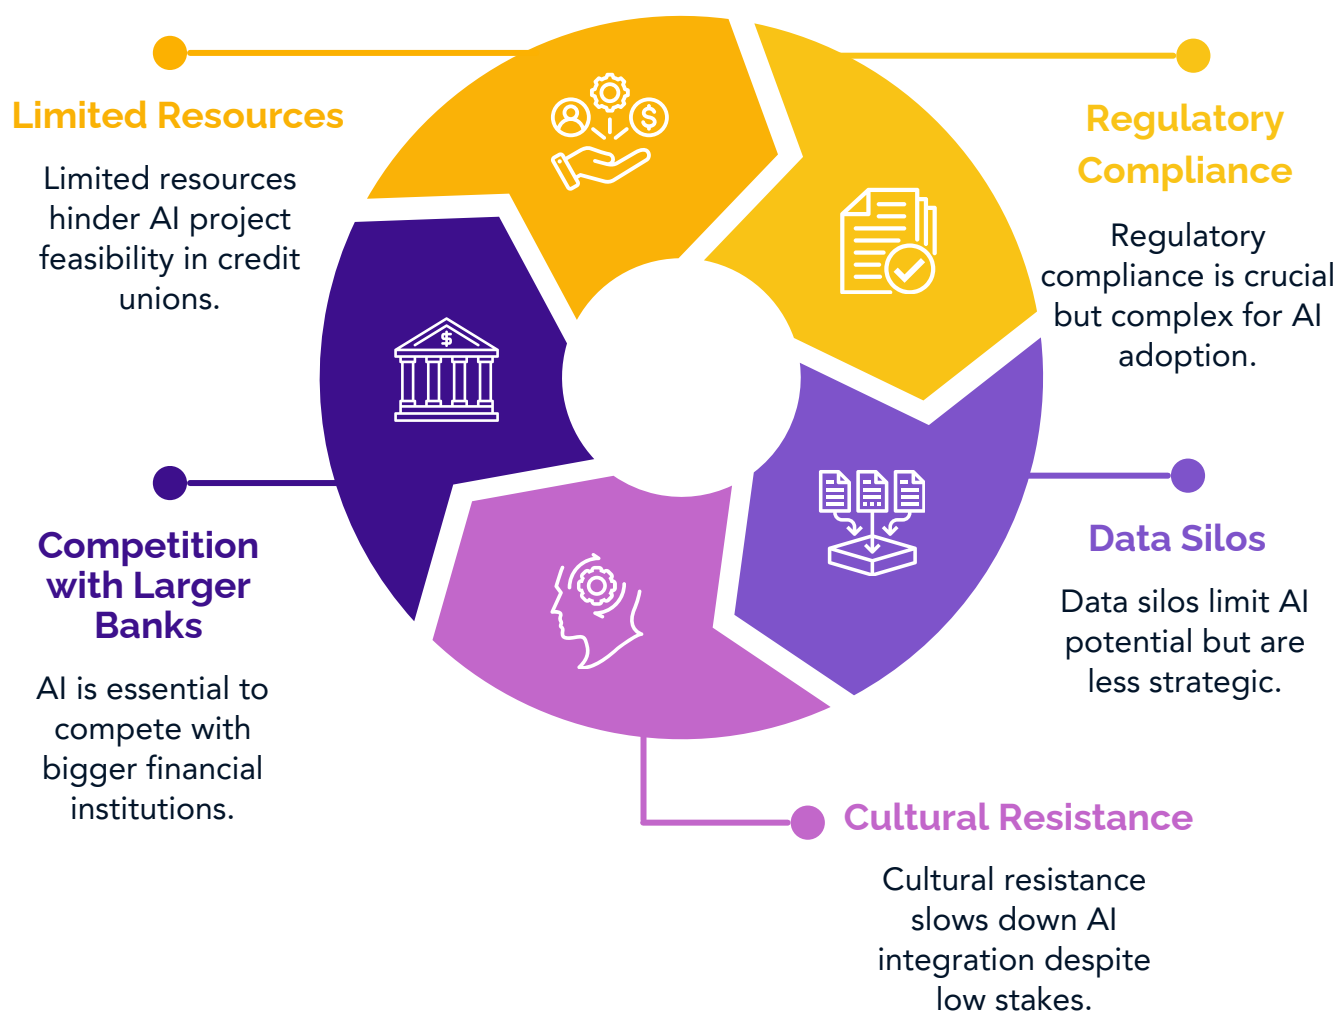 Limited Resources
Limited resources
hinder AI project
feasibility in credit
unions.
Regulatory
Compliance
Regulatory
compliance is crucial
but complex for AI
adoption.
Competition
with Larger
Banks
AI is essential to
compete with
bigger financial
institutions.
Data Silos
Data silos limit AI
potential but are
less strategic.
Cultural Resistance
Cultural resistance
slows down AI
integration despite
low stakes.
$
$